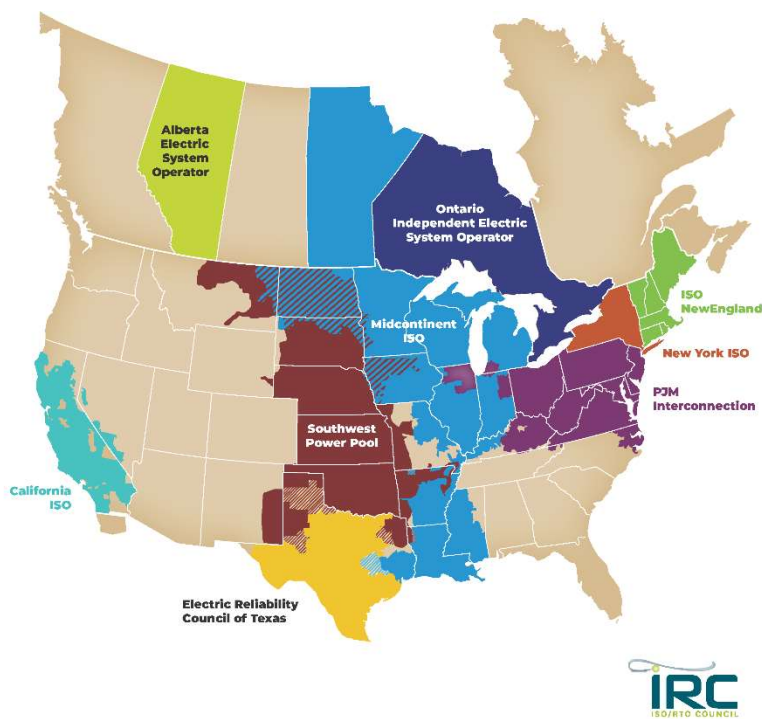 Alberta
Electric
System
Operator
Ontario
Independent Electric
System Operator
ISO
NewEngland
Midcontinent
ISO
New York ISO
PJM
Interconnection
Southwest
Power Pool
California
ISO
Electric Reliability
Council of Texas
IRC
ISO/RTO COUNCIL